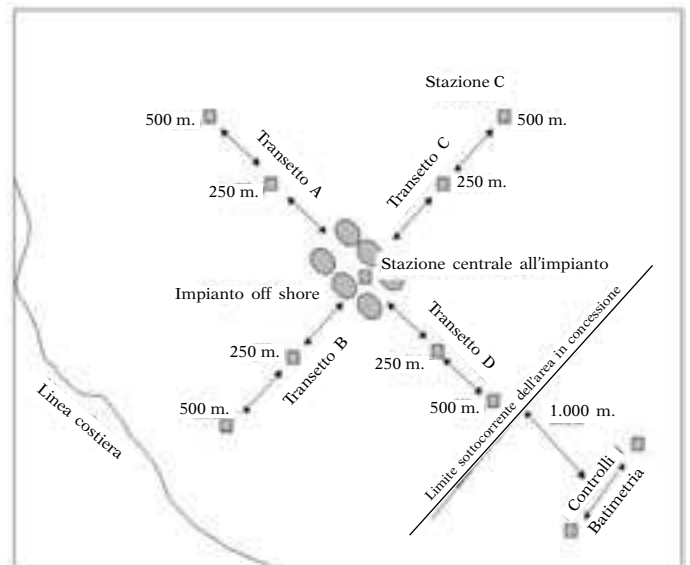 Stazione C
500 m.
500 m.
Transetto A
Transetto C
250 m.
250 m.
Stazione centrale all'impianto
Impianto off shore
Transetto D
Transetto B
250 m.
250 m.
500 m.
500 m.
Linea costiera
Limite sottocorrente dell'area in concessione
1.000 m.
Controlli
Batimetria